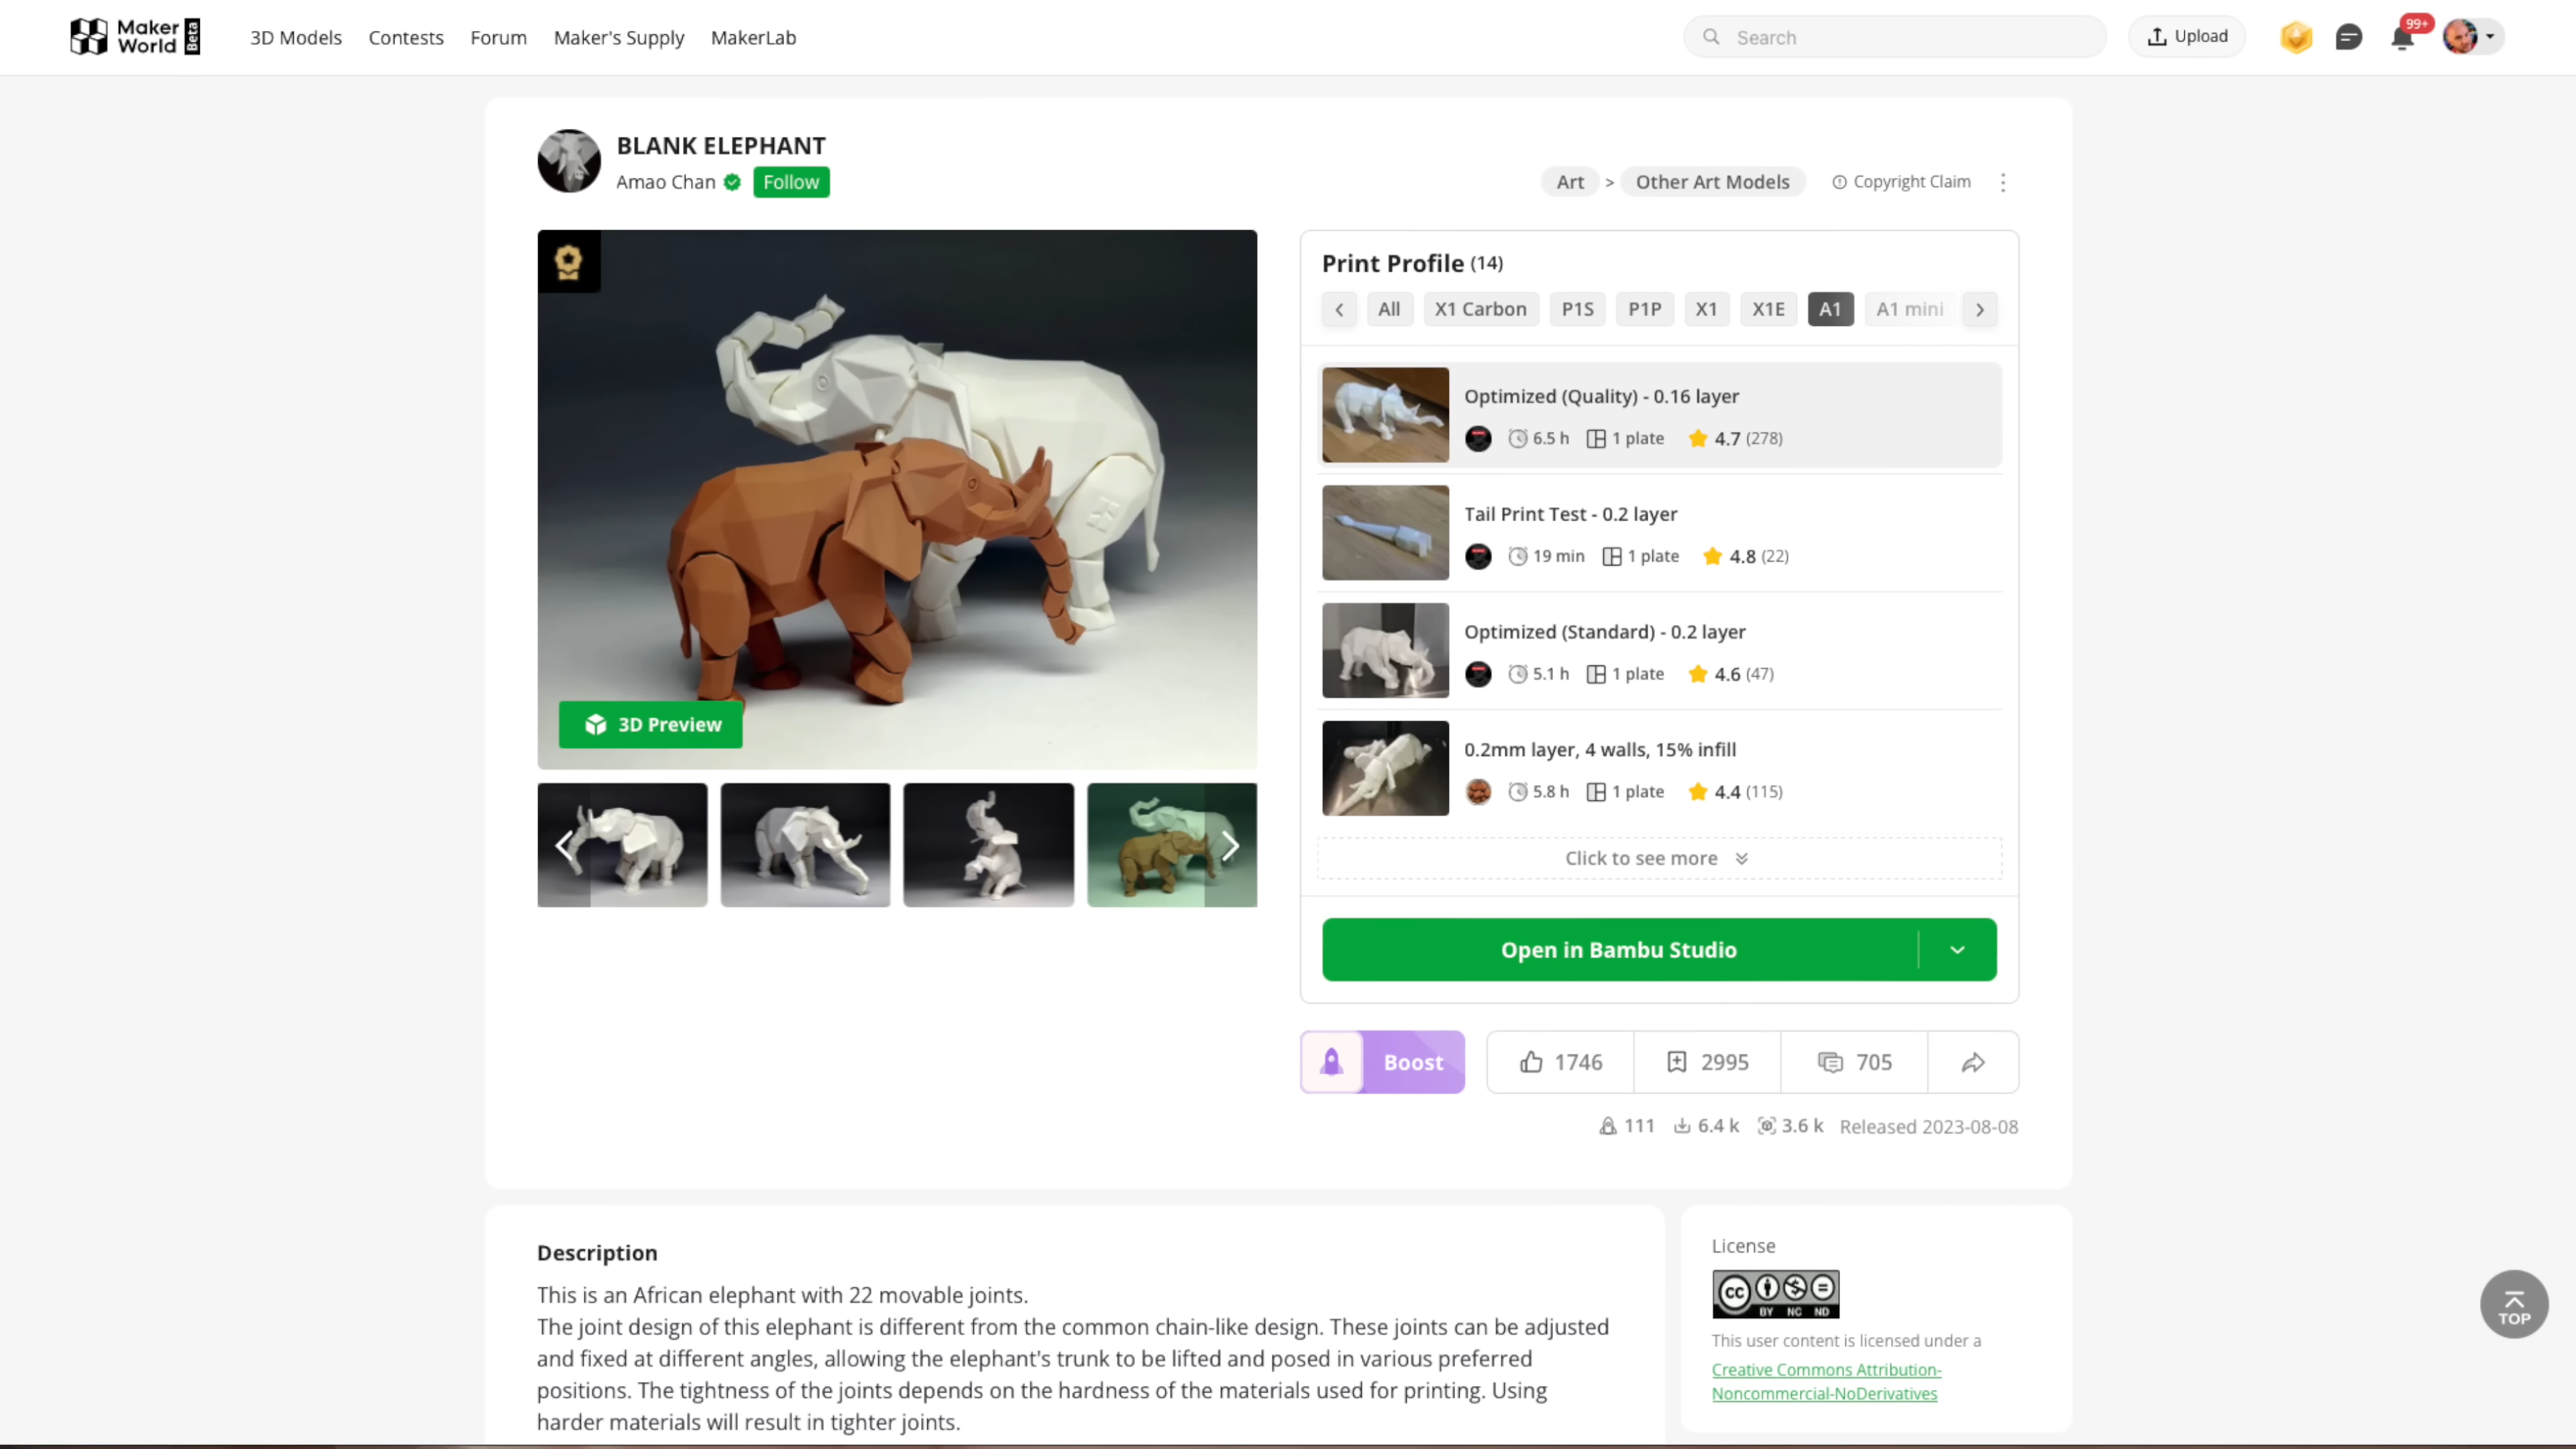 Maker
World
Beta
3D Models
Contests
Forum
Maker's Supply
MakerLab
Search
Upload
99+
BLANK ELEPHANT
Amao Chan
Follow
Art > Other Art Models
Copyright Claim
3D Preview
Print Profile (14)
All
X1 Carbon
P1S
P1P
X1
X1E
A1
A1 mini
Optimized (Quality) - 0.16 layer
6.5 h 1 plate 4.7 (278)
Tail Print Test - 0.2 layer
19 min 1 plate 4.8 (22)
Optimized (Standard) - 0.2 layer
5.1 h 1 plate 4.6 (47)
0.2mm layer, 4 walls, 15% infill
5.8 h 1 plate 4.4 (115)
Click to see more
Open in Bambu Studio
Boost
1746
2995
705
111 6.4 k 3.6 k Released 2023-08-08
Description
This is an African elephant with 22 movable joints.
The joint design of this elephant is different from the common chain-like design. These joints can be adjusted
and fixed at different angles, allowing the elephant's trunk to be lifted and posed in various preferred
positions. The tightness of the joints depends on the hardness of the materials used for printing. Using
harder materials will result in tighter joints.
License
CC BY NC ND
This user content is licensed under a
Creative Commons Attribution-
Noncommercial-NoDerivatives
TOP